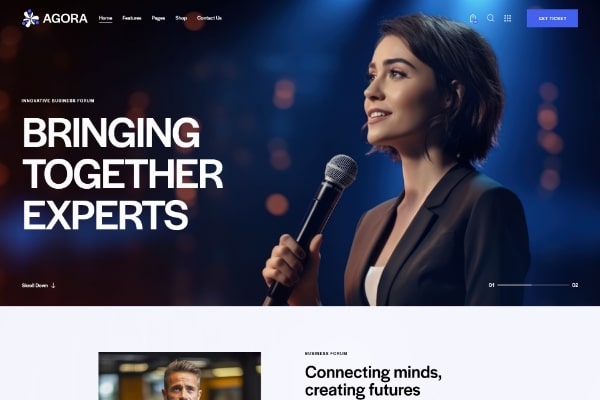 AGORA
Home Features Pages Shop Contact Us
GET TICKET
INNOVATIVE BUSINESS FORUM
BRINGING
TOGETHER
EXPERTS
Scroll Down
01 02
BUSINESS FORUM
Connecting minds,
creating futures